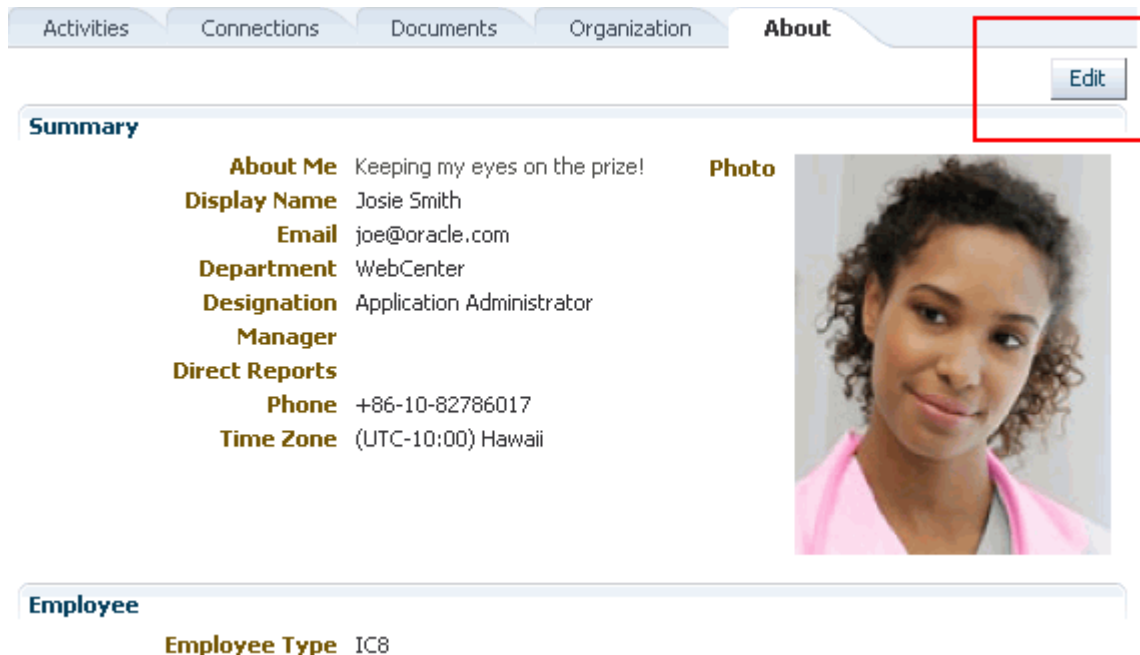 Activities Connections Documents Organization About
Edit
Summary
About Me Keeping my eyes on the prize! Photo
Display Name Josie Smith
Email joe@oracle.com
Department WebCenter
Designation Application Administrator
Manager
Direct Reports
Phone +86-10-82786017
Time Zone (UTC-10:00) Hawaii
Employee
Employee Type IC8